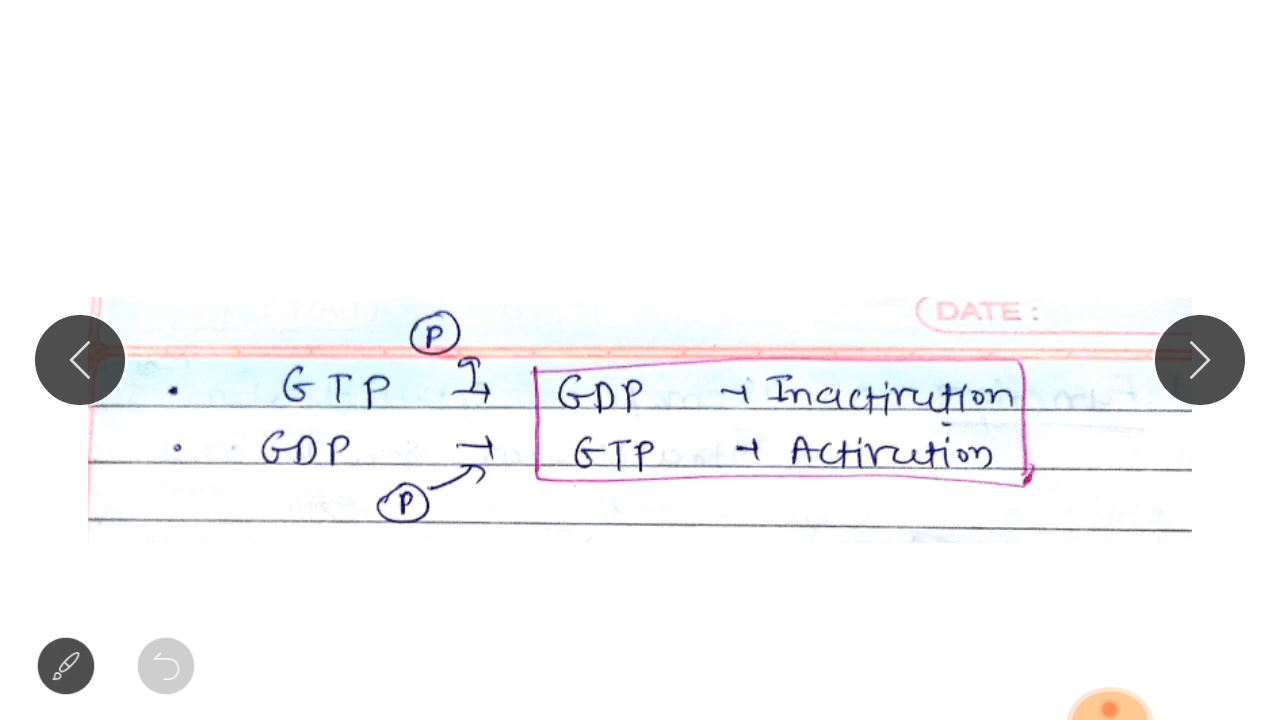 DATE :
P
• GTP → GDP → Inactivation
• GDP → GTP → Activation
P